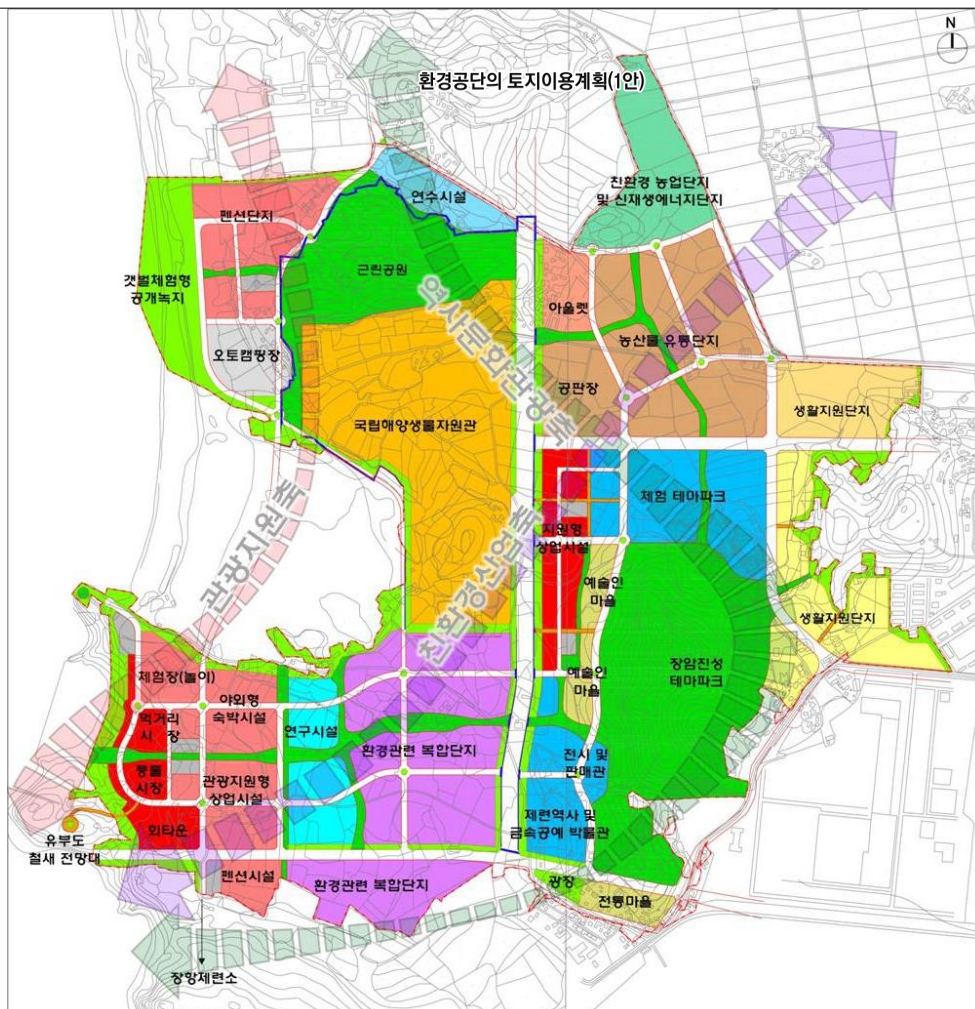 N
환경공단의 토지이용계획(1안)
연수시설
친환경 농업단지
및 신재생에너지단지
펜션단지
근린공원
갯벌체험형
공개녹지
아울렛
농산물 유통단지
오토캠핑장
공판장
생활지원단지
국립해양생물자원관
역사문화관광축
체험 테마파크
지원형
상업시설
관광지원축
친환경산업축
예술인
마을
생활지원단지
장암진성
테마파크
예술인
마을
체험장(놀이)
야외형
숙박시설
먹거리
시 장
연구시설
환경관련 복합단지
전시 및
판매관
풍물
시장
관광지원형
상업시설
회타운
제련역사 및
금속공예 박물관
유부도
철새 전망대
펜션시설
환경관련 복합단지
광장
전통마을
장항제련소